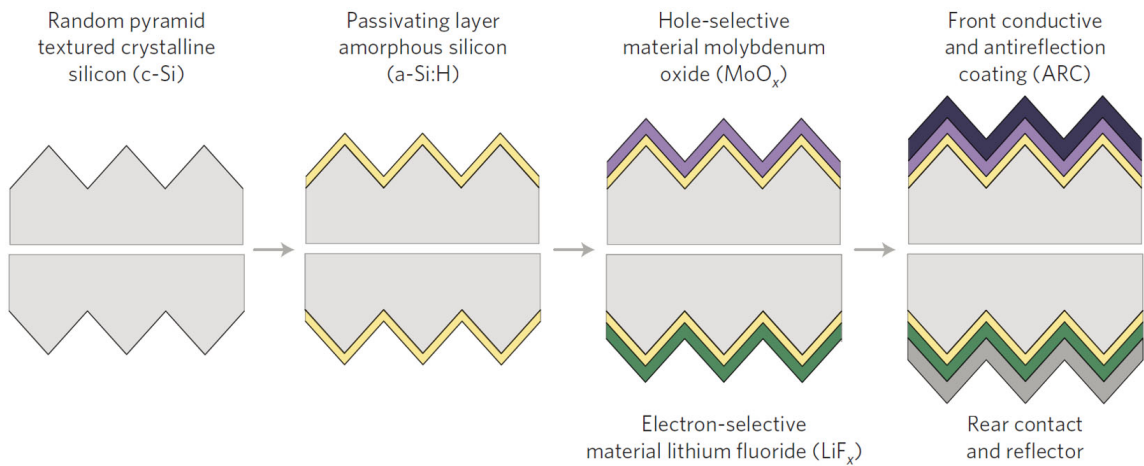 Random pyramid
textured crystalline
silicon (c-Si)
Passivating layer
amorphous silicon
(a-Si:H)
Hole-selective
material molybdenum
oxide (MoOₓ)
Front conductive
and antireflection
coating (ARC)
Electron-selective
material lithium fluoride (LiFₓ)
Rear contact
and reflector